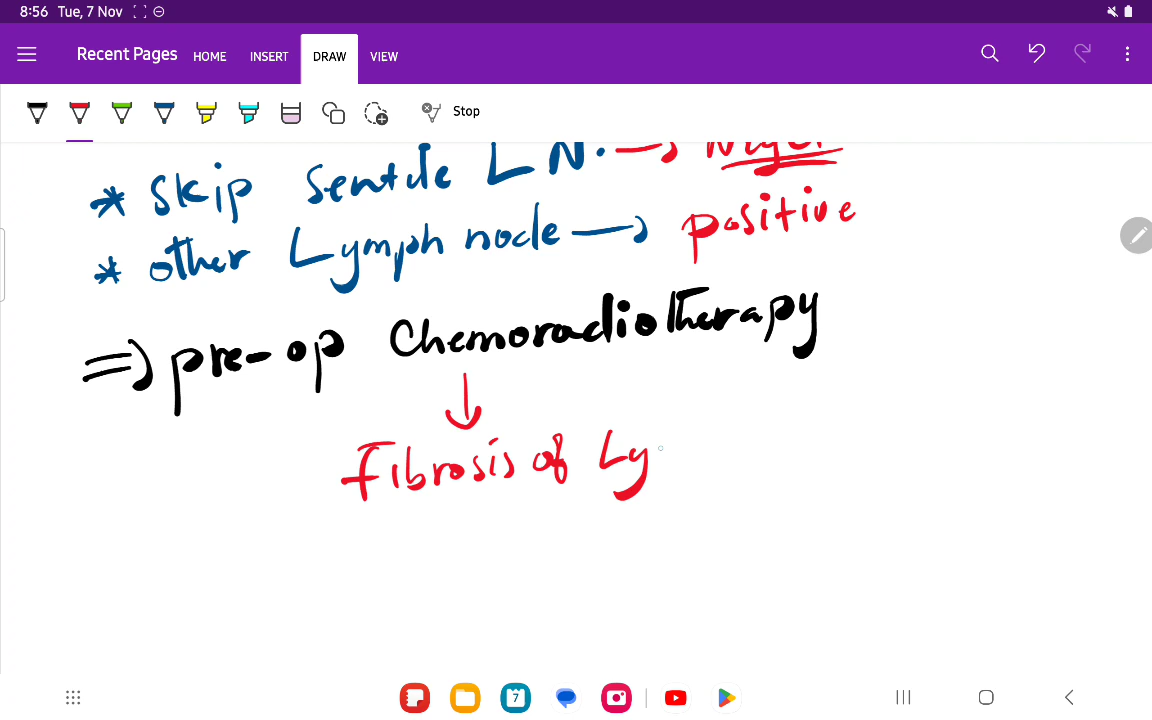 8:56 Tue, 7 Nov
Recent Pages HOME INSERT DRAW VIEW
Stop
* Skip Sentile L N. →
* other Lymph node → positive
⇒ pre-op Chemoradiotherapy
↓
Fibrosis of Ly
7